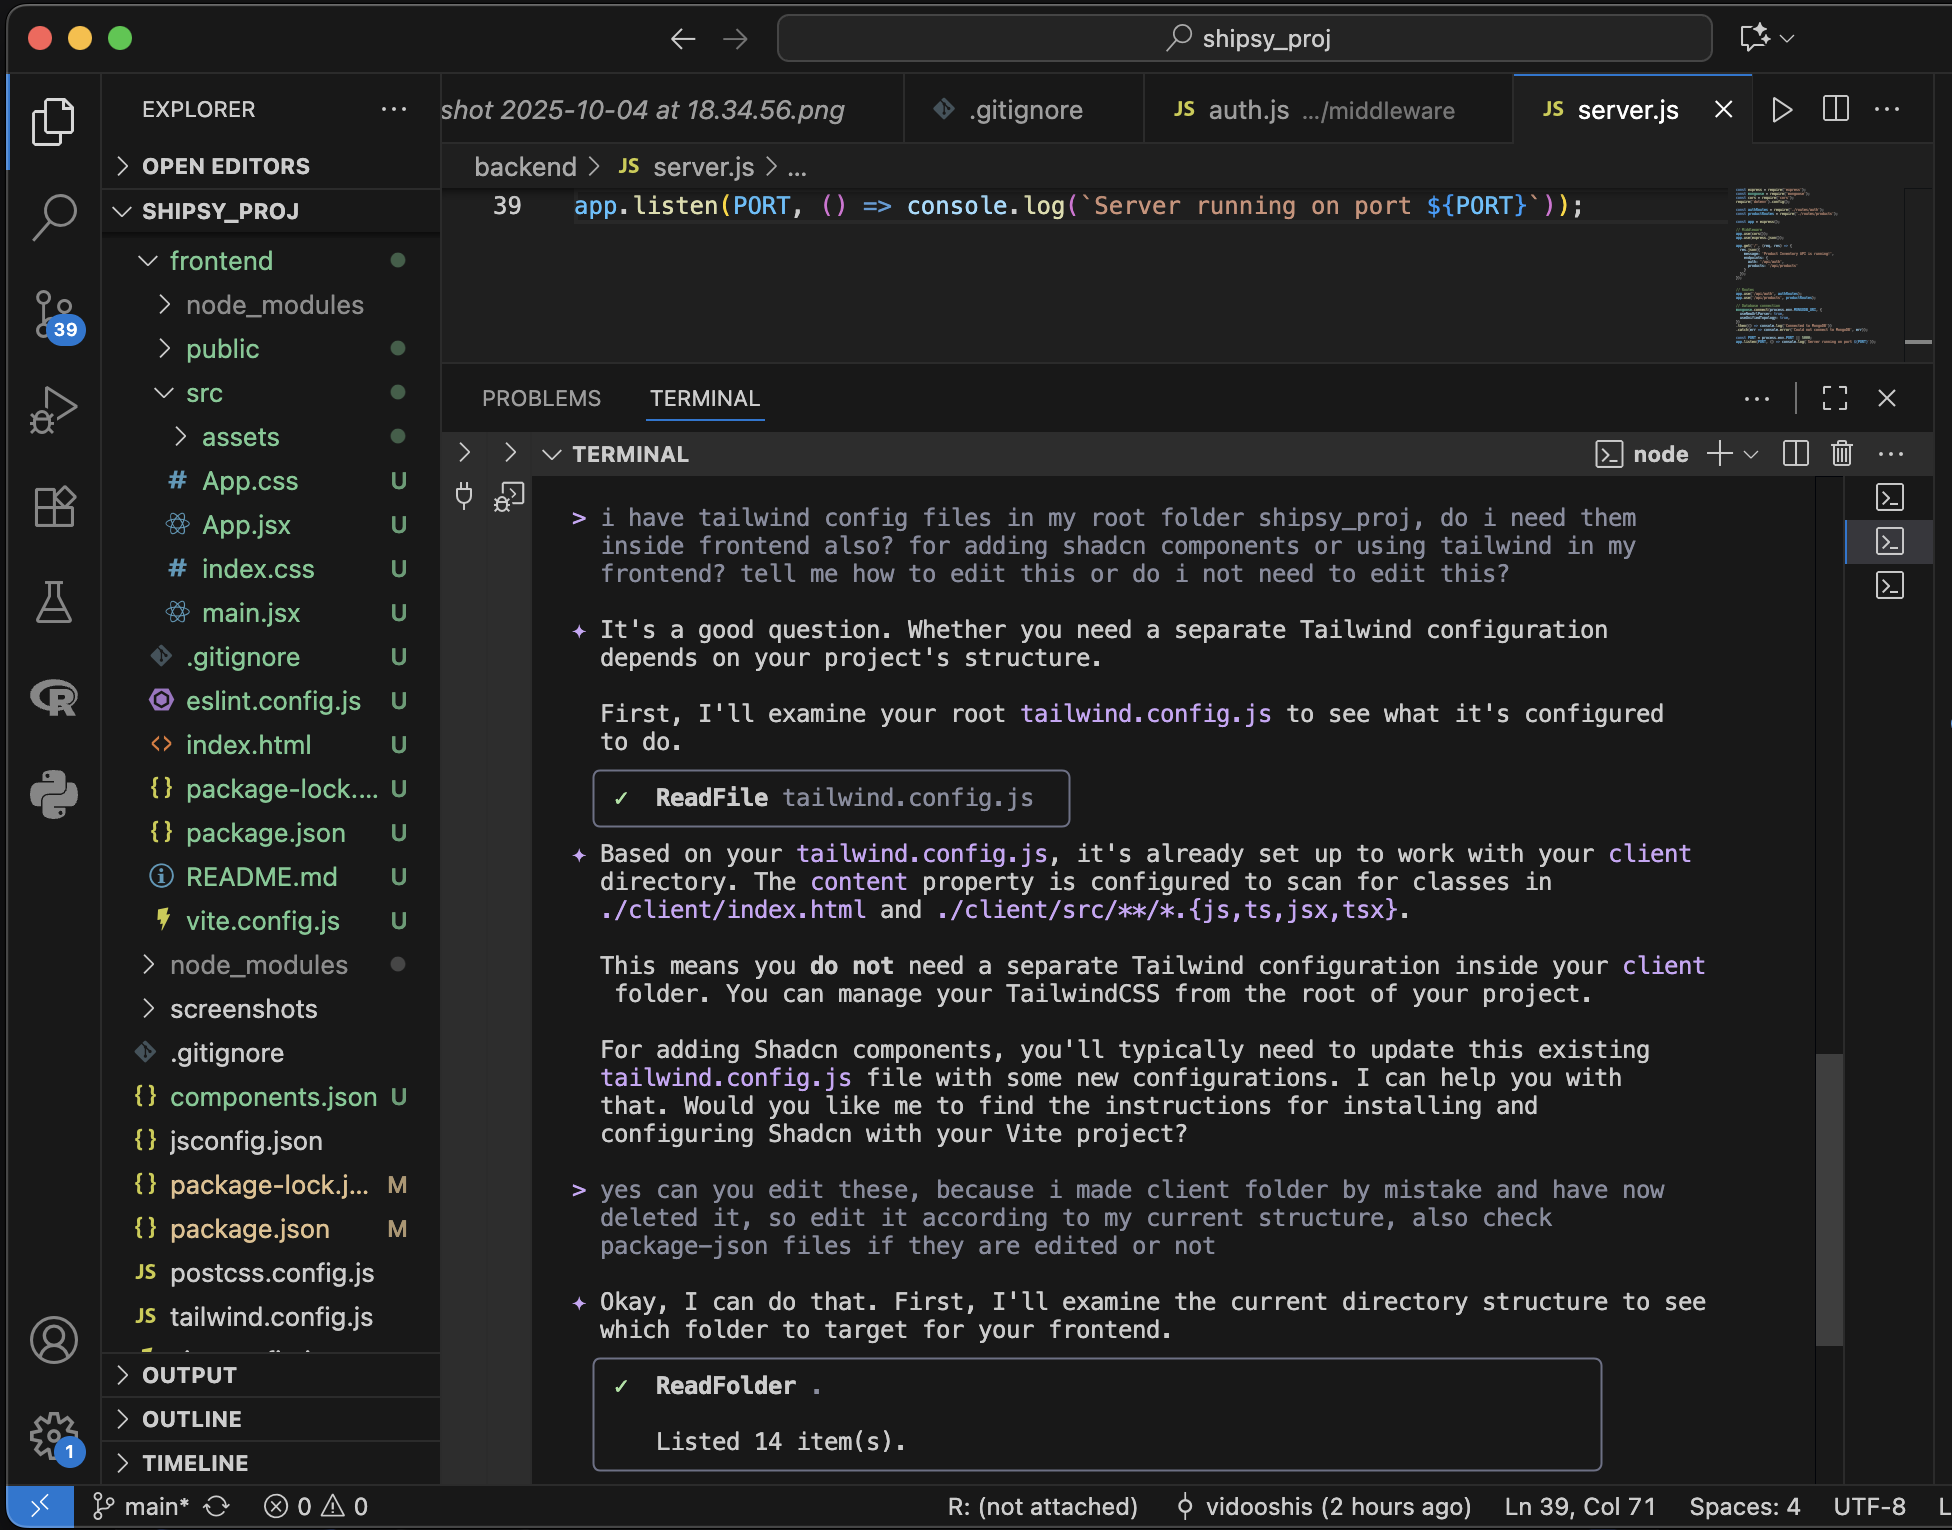 shipsy_proj
EXPLORER
shot 2025-10-04 at 18.34.56.png
.gitignore
JS auth.js .../middleware
JS server.js
OPEN EDITORS
SHIPSY_PROJ
backend > JS server.js > ...
39 app.listen(PORT, () => console.log(`Server running on port ${PORT}`));
frontend
node_modules
public
src
assets
# App.css U
App.jsx U
# index.css U
main.jsx U
.gitignore U
eslint.config.js U
<> index.html U
{} package-lock.... U
{} package.json U
README.md U
vite.config.js U
node_modules
screenshots
.gitignore
{} components.json U
{} jsconfig.json
{} package-lock.j... M
{} package.json M
JS postcss.config.js
JS tailwind.config.js
OUTPUT
OUTLINE
TIMELINE
39
1
PROBLEMS
TERMINAL
TERMINAL
node
> i have tailwind config files in my root folder shipsy_proj, do i need them
inside frontend also? for adding shadcn components or using tailwind in my
frontend? tell me how to edit this or do i not need to edit this?
✦ It's a good question. Whether you need a separate Tailwind configuration
depends on your project's structure.
First, I'll examine your root tailwind.config.js to see what it's configured
to do.
✓ ReadFile tailwind.config.js
✦ Based on your tailwind.config.js, it's already set up to work with your client
directory. The content property is configured to scan for classes in
./client/index.html and ./client/src/**/*.{js,ts,jsx,tsx}.
This means you do not need a separate Tailwind configuration inside your client
folder. You can manage your TailwindCSS from the root of your project.
For adding Shadcn components, you'll typically need to update this existing
tailwind.config.js file with some new configurations. I can help you with
that. Would you like me to find the instructions for installing and
configuring Shadcn with your Vite project?
> yes can you edit these, because i made client folder by mistake and have now
deleted it, so edit it according to my current structure, also check
package-json files if they are edited or not
✦ Okay, I can do that. First, I'll examine the current directory structure to see
which folder to target for your frontend.
✓ ReadFolder .
Listed 14 item(s).
main* 0 0
R: (not attached)
vidooshis (2 hours ago)
Ln 39, Col 71
Spaces: 4
UTF-8